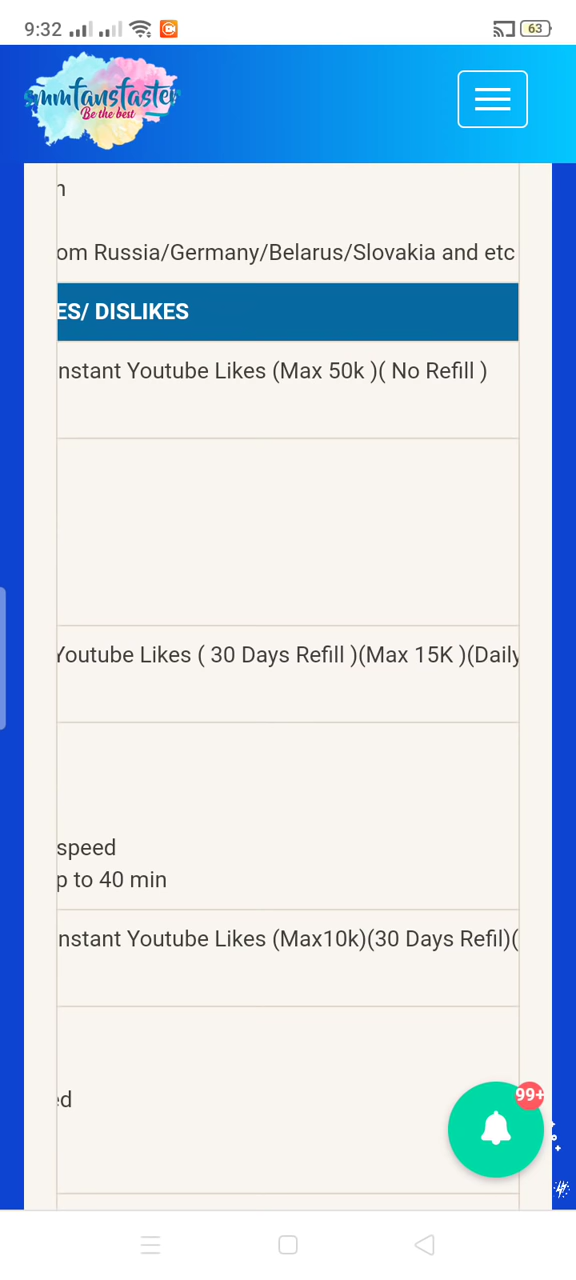 9:32
63
smmfansfaster
Be the best
n
om Russia/Germany/Belarus/Slovakia and etc
ES/ DISLIKES
nstant Youtube Likes (Max 50k )( No Refill )
Youtube Likes ( 30 Days Refill )(Max 15K )(Daily
speed
p to 40 min
nstant Youtube Likes (Max10k)(30 Days Refil)(
ed
99+